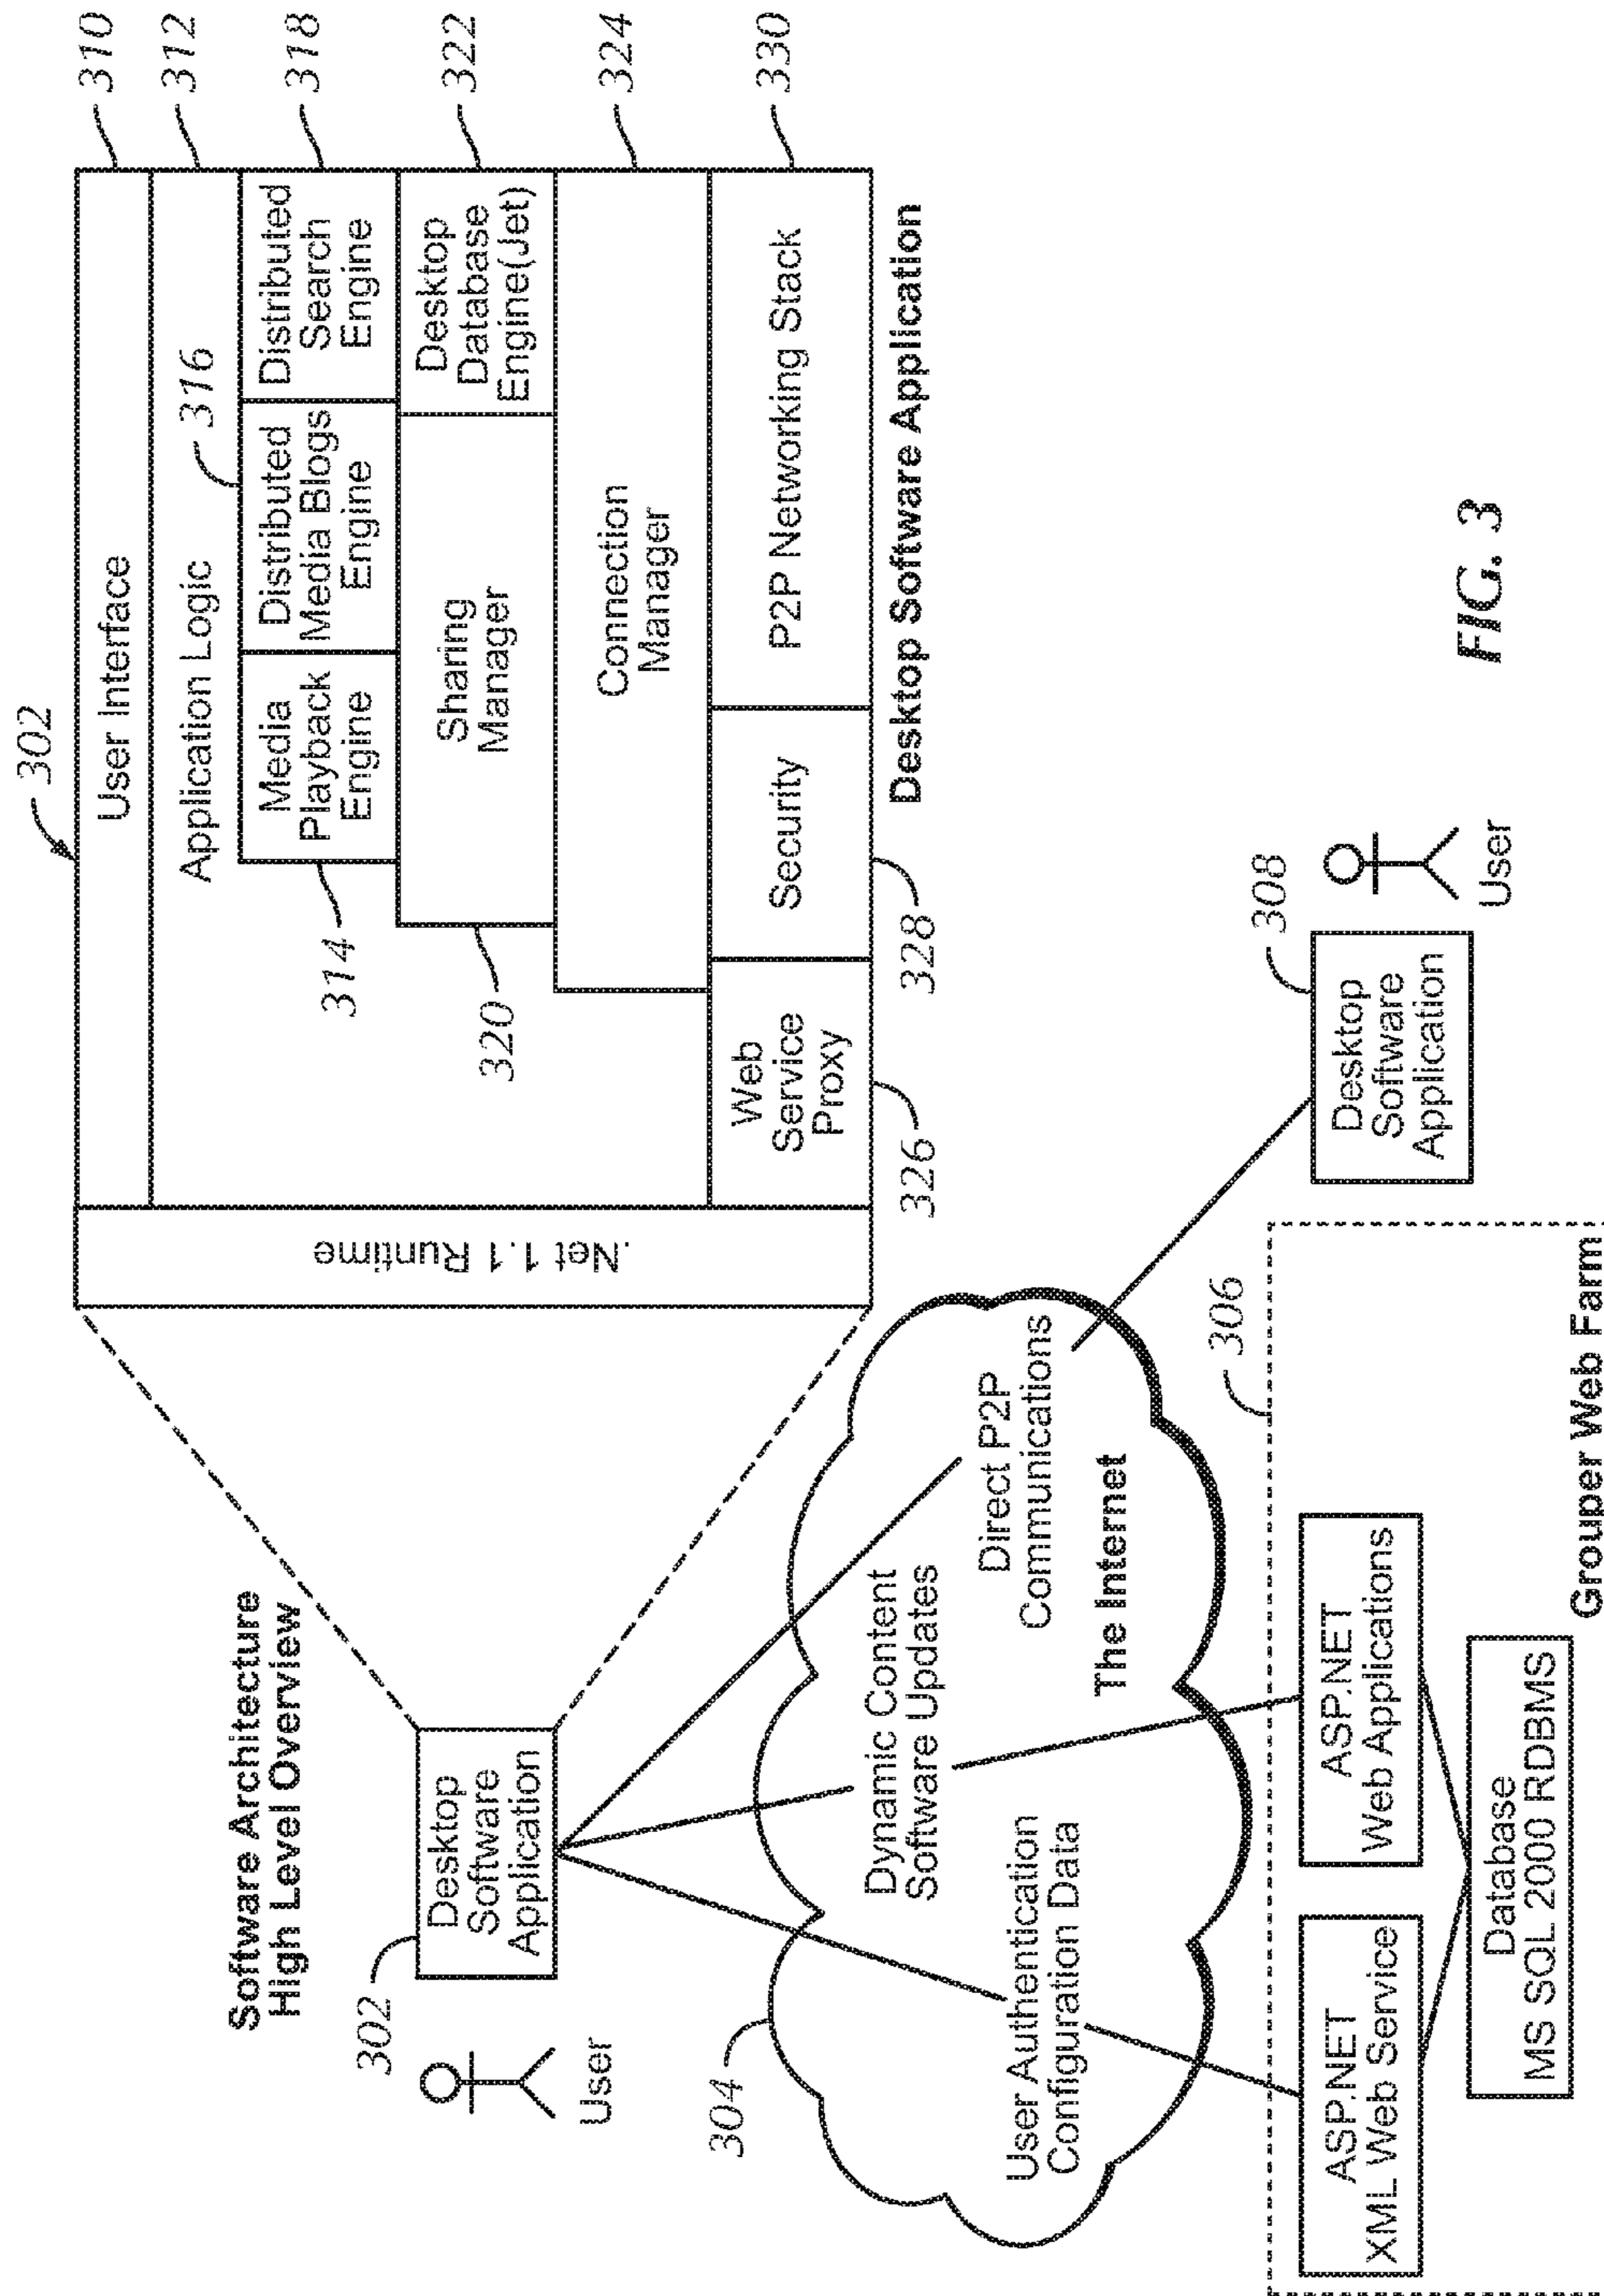 Software Architecture
High Level Overview
302
User
Desktop
Software
Application
304
User Authentication
Configuration Data
Dynamic Content
Software Updates
Direct P2P
Communications
The Internet
306
ASP.NET
XML Web Service
ASP.NET
Web Applications
Database
MS SQL 2000 RDBMS
Grouper Web Farm
308
Desktop
Software
Application
User
302
.Net 1.1 Runtime
User Interface
310
Application Logic
312
314
Media
Playback
Engine
316
Distributed
Media Blogs
Engine
Distributed
Search
Engine
318
320
Sharing
Manager
Desktop
Database
Engine(Jet)
322
Connection
Manager
324
326
Web
Service
Proxy
328
Security
P2P Networking Stack
330
Desktop Software Application
FIG. 3